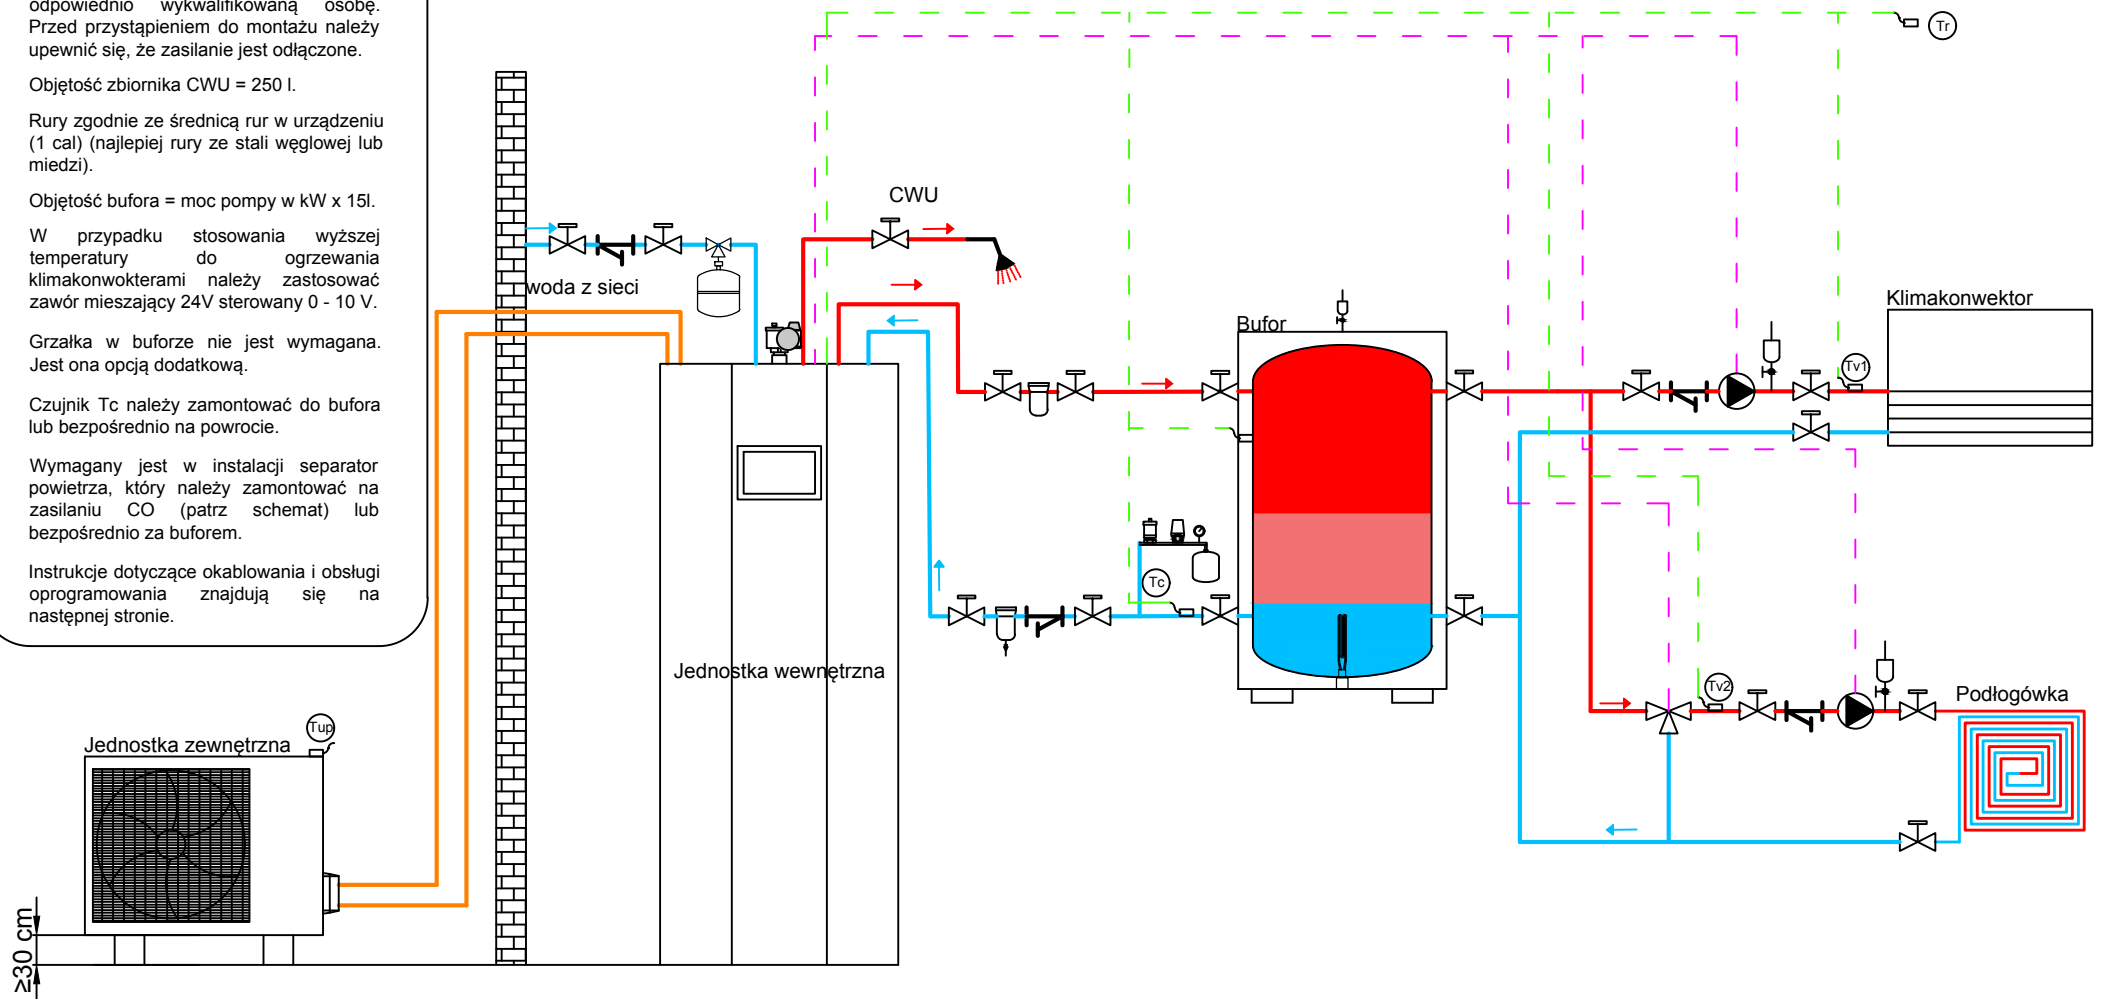 odpowiednio wykwalifikowaną osobę.
Przed przystąpieniem do montażu należy
upewnić się, że zasilanie jest odłączone.
Objętość zbiornika CWU = 250 l.
Rury zgodnie ze średnicą rur w urządzeniu
(1 cal) (najlepiej rury ze stali węglowej lub
miedzi).
Objętość bufora = moc pompy w kW x 15l.
W przypadku stosowania wyższej
temperatury do ogrzewania
klimakonwokterami należy zastosować
zawór mieszający 24V sterowany 0 - 10 V.
Grzałka w buforze nie jest wymagana.
Jest ona opcją dodatkową.
Czujnik Tc należy zamontować do bufora
lub bezpośrednio na powrocie.
Wymagany jest w instalacji separator
powietrza, który należy zamontować na
zasilaniu CO (patrz schemat) lub
bezpośrednio za buforem.
Instrukcje dotyczące okablowania i obsługi
oprogramowania znajdują się na
następnej stronie.
Tr
CWU
woda z sieci
Bufor
Klimakonwektor
Tv1
Tc
Jednostka wewnętrzna
Tv2
Podłogówka
Tup
Jednostka zewnętrzna
≥30 cm